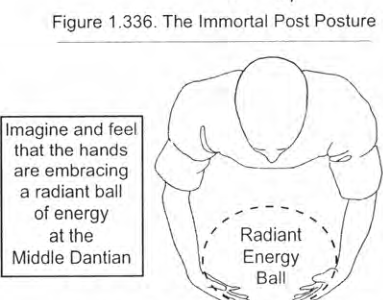 Figure 1.336. The Immortal Post Posture
Imagine and feel
that the hands
are embracing
a radiant ball
of energy
at the
Middle Dantian
Radiant
Energy
Ball